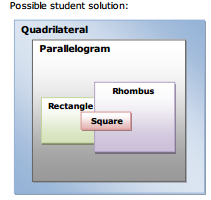 Possible student solution:
Quadrilateral
Parallelogram
Rhombus
Rectangle
Square